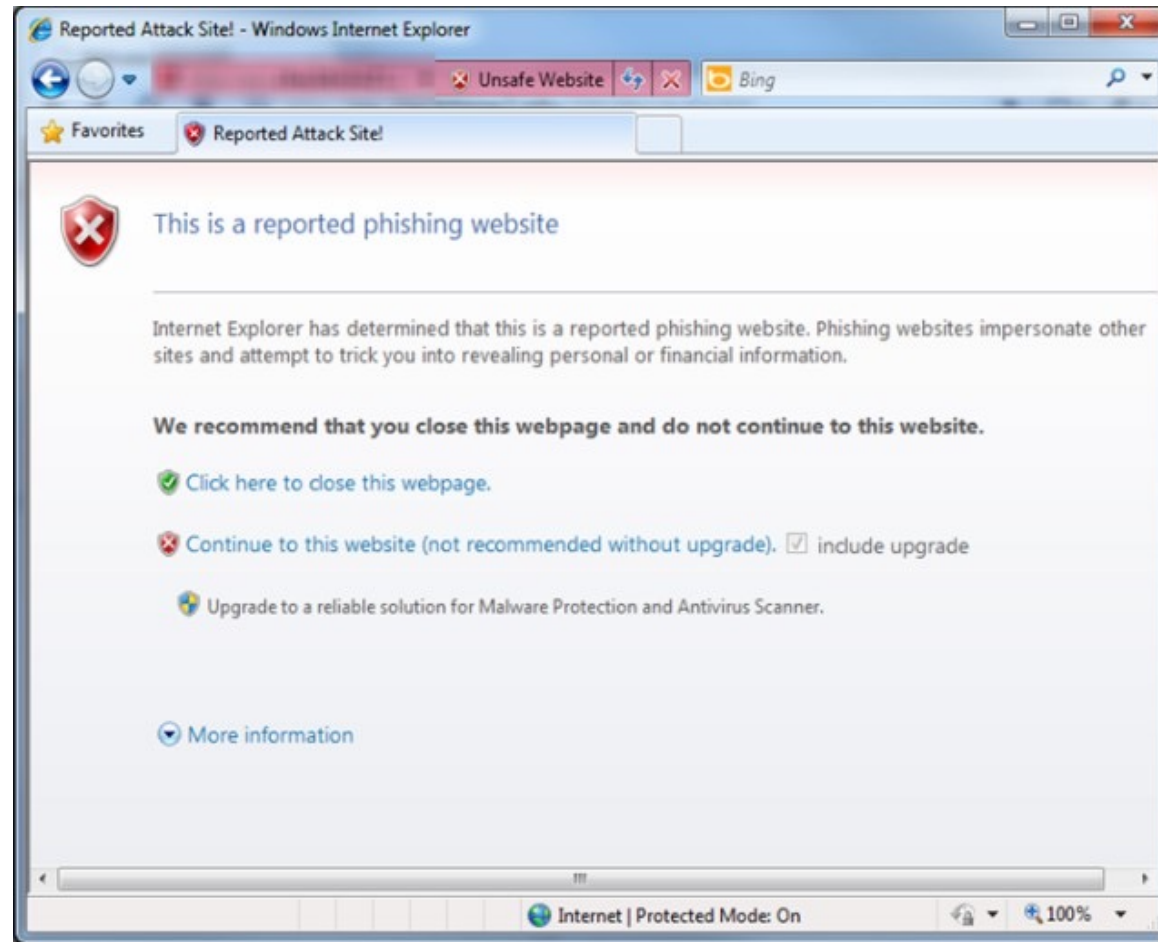 Reported Attack Site! - Windows Internet Explorer
Unsafe Website
Bing
Favorites
Reported Attack Site!
This is a reported phishing website
Internet Explorer has determined that this is a reported phishing website. Phishing websites impersonate other
sites and attempt to trick you into revealing personal or financial information.
We recommend that you close this webpage and do not continue to this website.
Click here to close this webpage.
Continue to this website (not recommended without upgrade). include upgrade
Upgrade to a reliable solution for Malware Protection and Antivirus Scanner.
More information
Internet | Protected Mode: On
100%